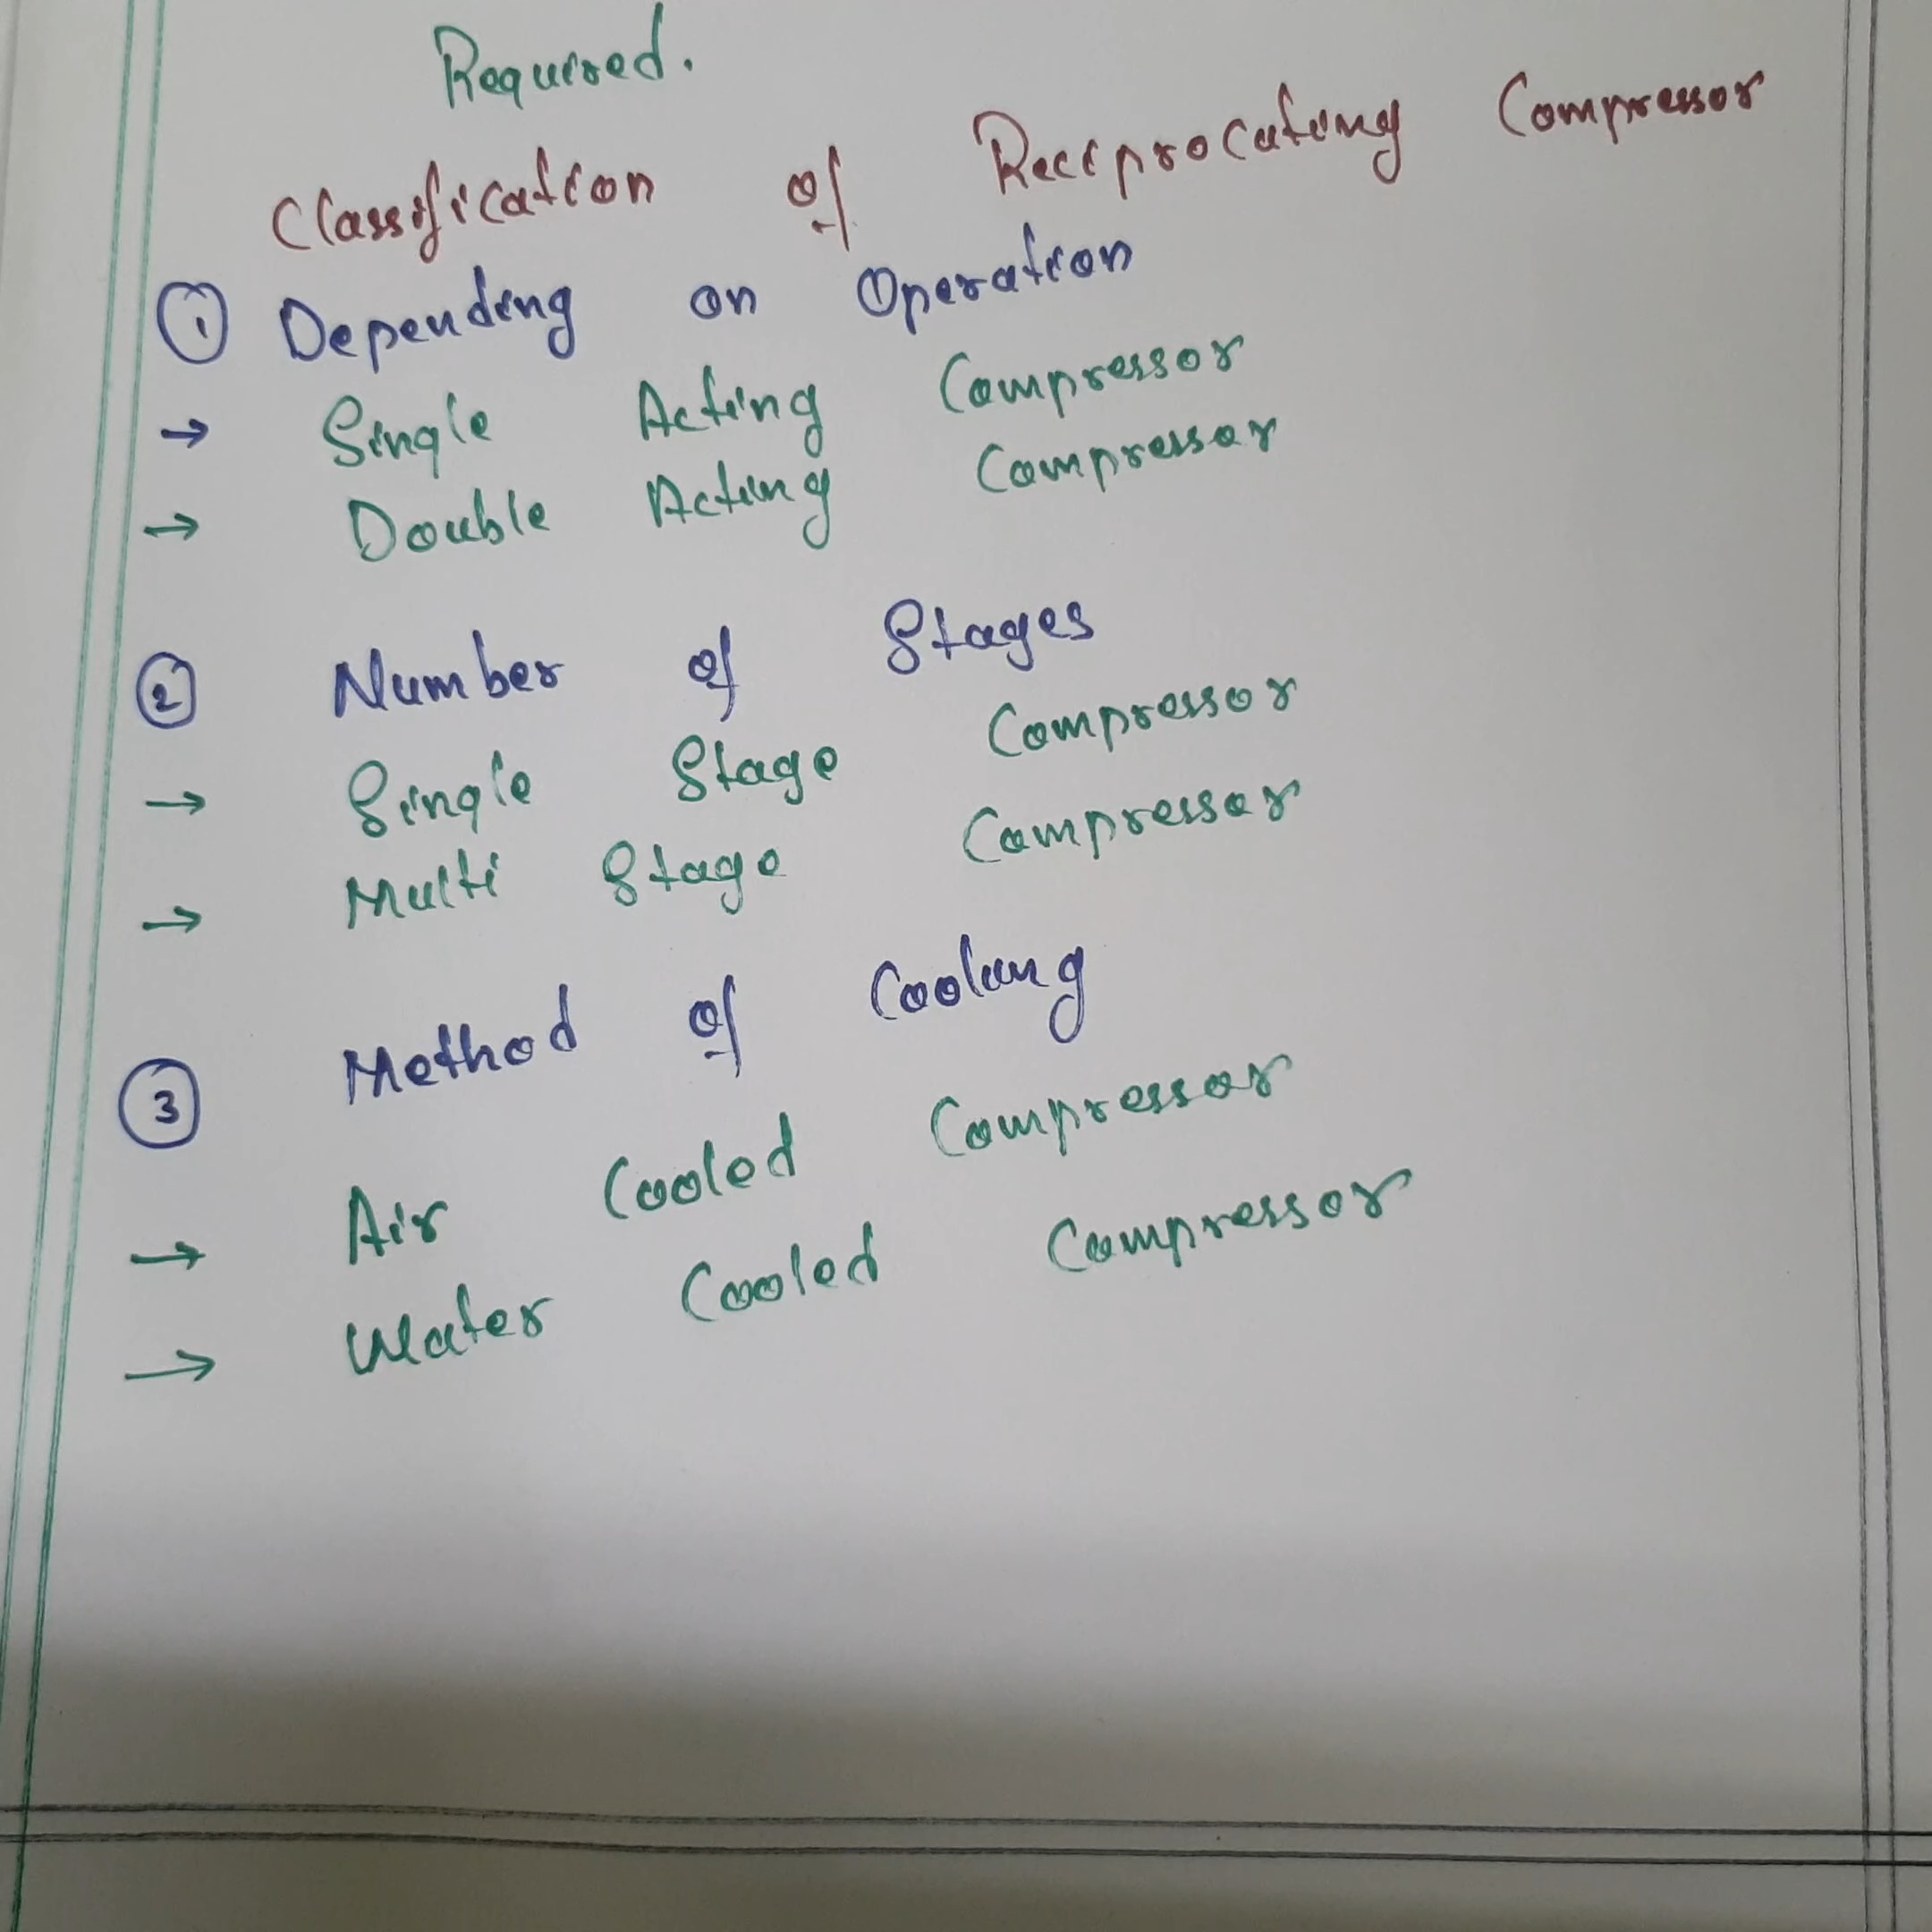 Required.
Classification of Reciprocating Compressor
① Depending on Operation
→ Single Acting Compressor
→ Double Acting Compressor
② Number of Stages
→ Single Stage Compressor
→ Multi Stage Compressor
③ Method of Cooling
→ Air Cooled Compressor
→ Water Cooled Compressor